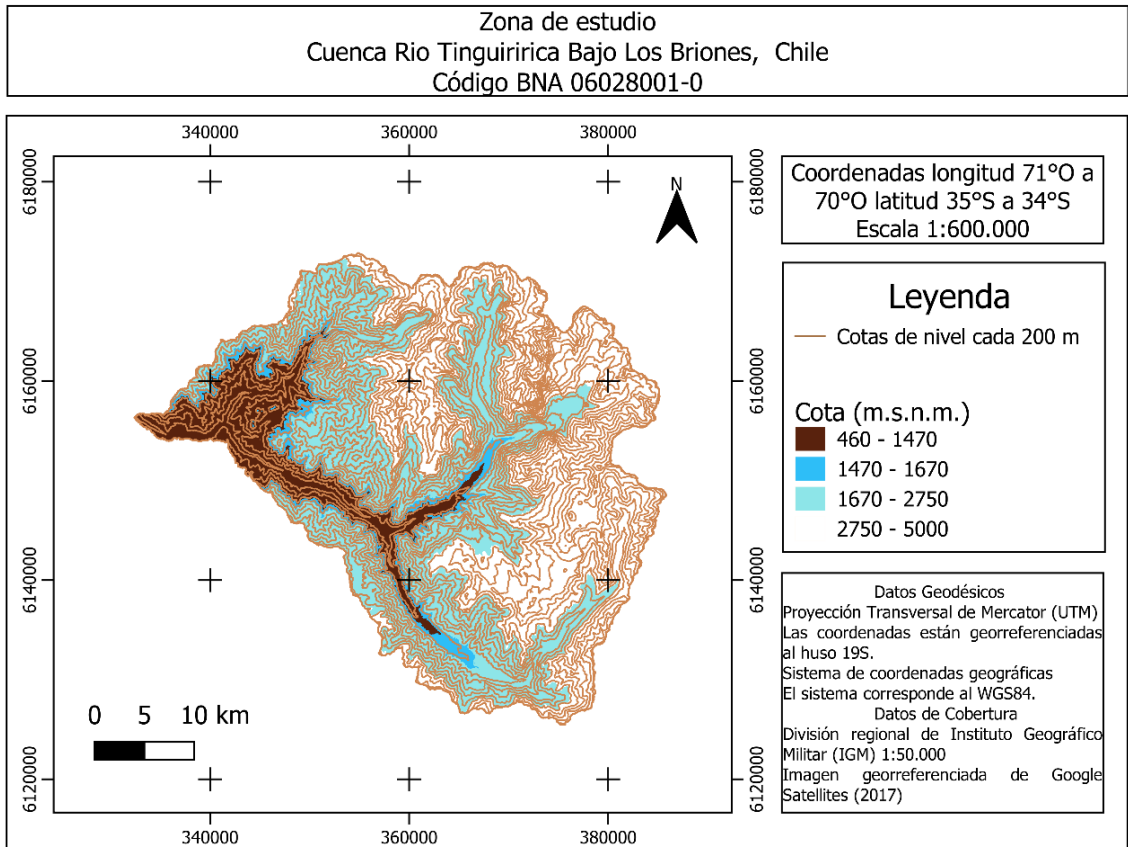 Zona de estudio
Cuenca Rio Tinguiririca Bajo Los Briones, Chile
Código BNA 06028001-0
340000
360000
380000
6180000
6180000
N
Coordenadas longitud 71°O a
70°O latitud 35°S a 34°S
Escala 1:600.000
Leyenda
Cotas de nivel cada 200 m
6160000
6160000
Cota (m.s.n.m.)
460 - 1470
1470 - 1670
1670 - 2750
2750 - 5000
6140000
6140000
Datos Geodésicos
Proyección Transversal de Mercator (UTM)
Las coordenadas están georreferenciadas
al huso 19S.
Sistema de coordenadas geográficas
El sistema corresponde al WGS84.
Datos de Cobertura
División regional de Instituto Geográfico
Militar (IGM) 1:50.000
Imagen georreferenciada de Google
Satellites (2017)
0 5 10 km
6120000
6120000
340000
360000
380000